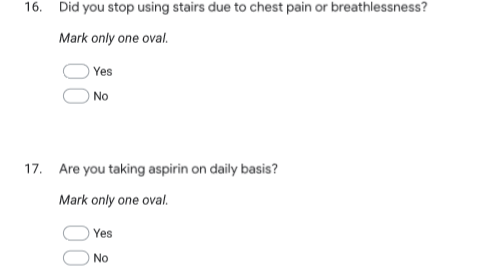 16. Did you stop using stairs due to chest pain or breathlessness?
Mark only one oval.
Yes
No
17. Are you taking aspirin on daily basis?
Mark only one oval.
Yes
No